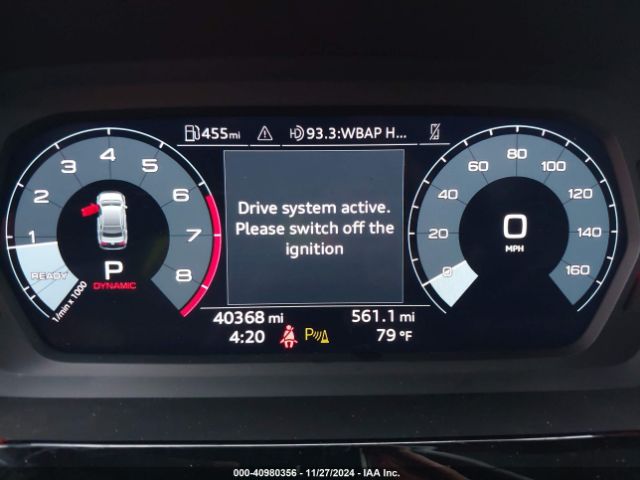 455mi 93.3:WBAP H...
1 2 3 4 5 6 7 8
READY
1/min x 1000
P
DYNAMIC
Drive system active.
Please switch off the
ignition
0 20 40 60 80 100 120 140 160
0
MPH
40368 mi 561.1 mi
4:20 P 79 °F
000-40980356 - 11/27/2024 - IAA Inc.